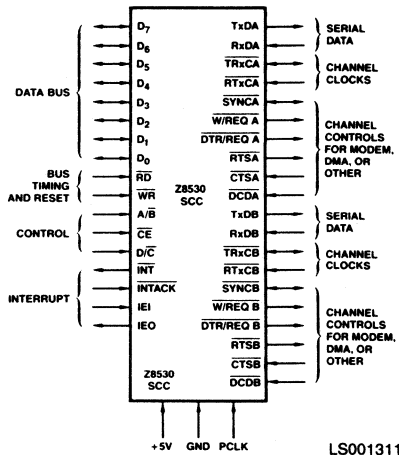 DATA BUS
BUS
TIMING
AND RESET
CONTROL
INTERRUPT
D7
D6
D5
D4
D3
D2
D1
D0
RD
WR
A/B
CE
D/C
INT
INTACK
IEI
IEO
Z8530
SCC
Z8530
SCC
TxDA
RxDA
TRxCA
RTxCA
SYNCA
W/REQ A
DTR/REQ A
RTSA
CTSA
DCDA
TxDB
RxDB
TRxCB
RTxCB
SYNCB
W/REQ B
DTR/REQ B
RTSB
CTSB
DCDB
SERIAL
DATA
CHANNEL
CLOCKS
CHANNEL
CONTROLS
FOR MODEM,
DMA, OR
OTHER
SERIAL
DATA
CHANNEL
CLOCKS
CHANNEL
CONTROLS
FOR MODEM,
DMA, OR
OTHER
+5V GND PCLK
LS001311